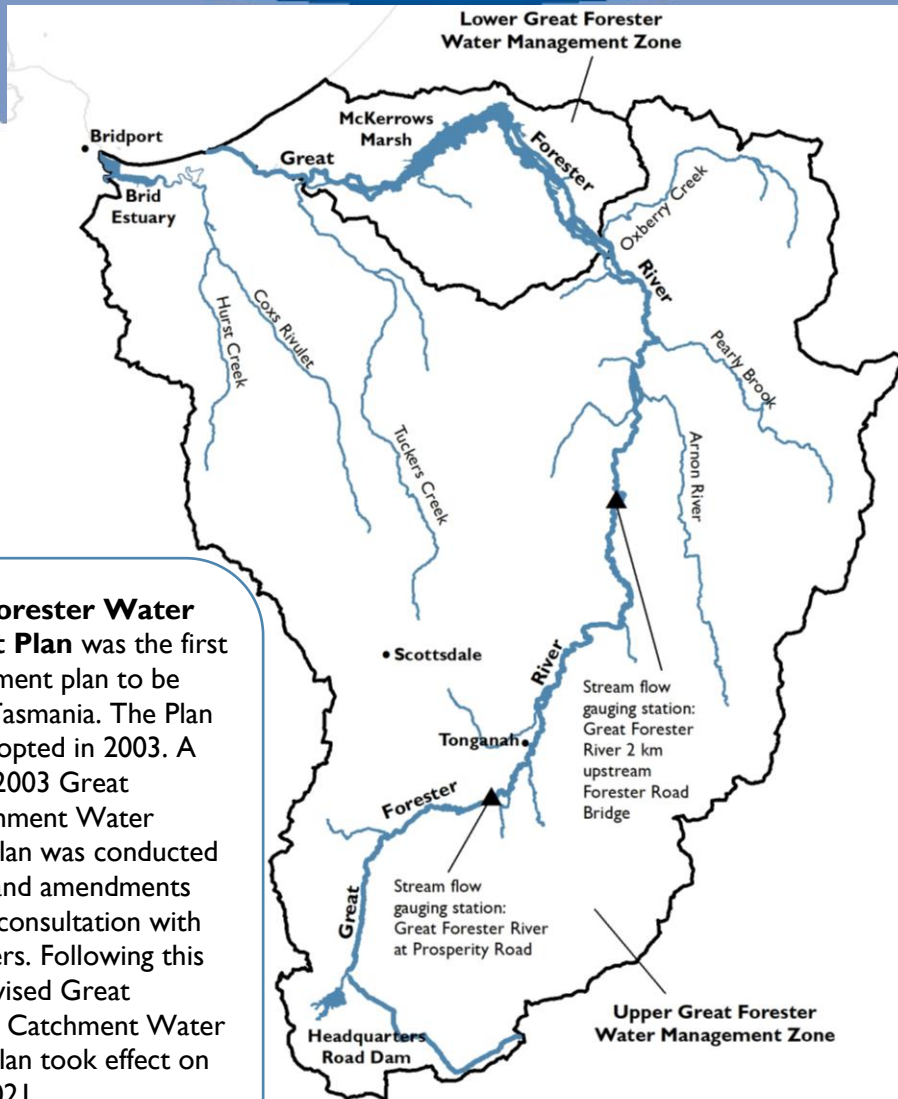 Lower Great Forester
Water Management Zone
McKerrows
Marsh
Bridport
Great
Forester
Brid
Estuary
Oxberry Creek
River
Hurst Creek
Coxs Rivulet
Pearly Brook
Tuckers Creek
Arnon River
orester Water
t Plan was the first
ment plan to be
asmania. The Plan
opted in 2003. A
2003 Great
hment Water
lan was conducted
and amendments
consultation with
ers. Following this
vised Great
Catchment Water
lan took effect on
021
Scottsdale
River
Stream flow
gauging station:
Great Forester
River 2 km
upstream
Forester Road
Bridge
Tonganah
Forester
Great
Stream flow
gauging station:
Great Forester River
at Prosperity Road
Headquarters
Road Dam
Upper Great Forester
Water Management Zone